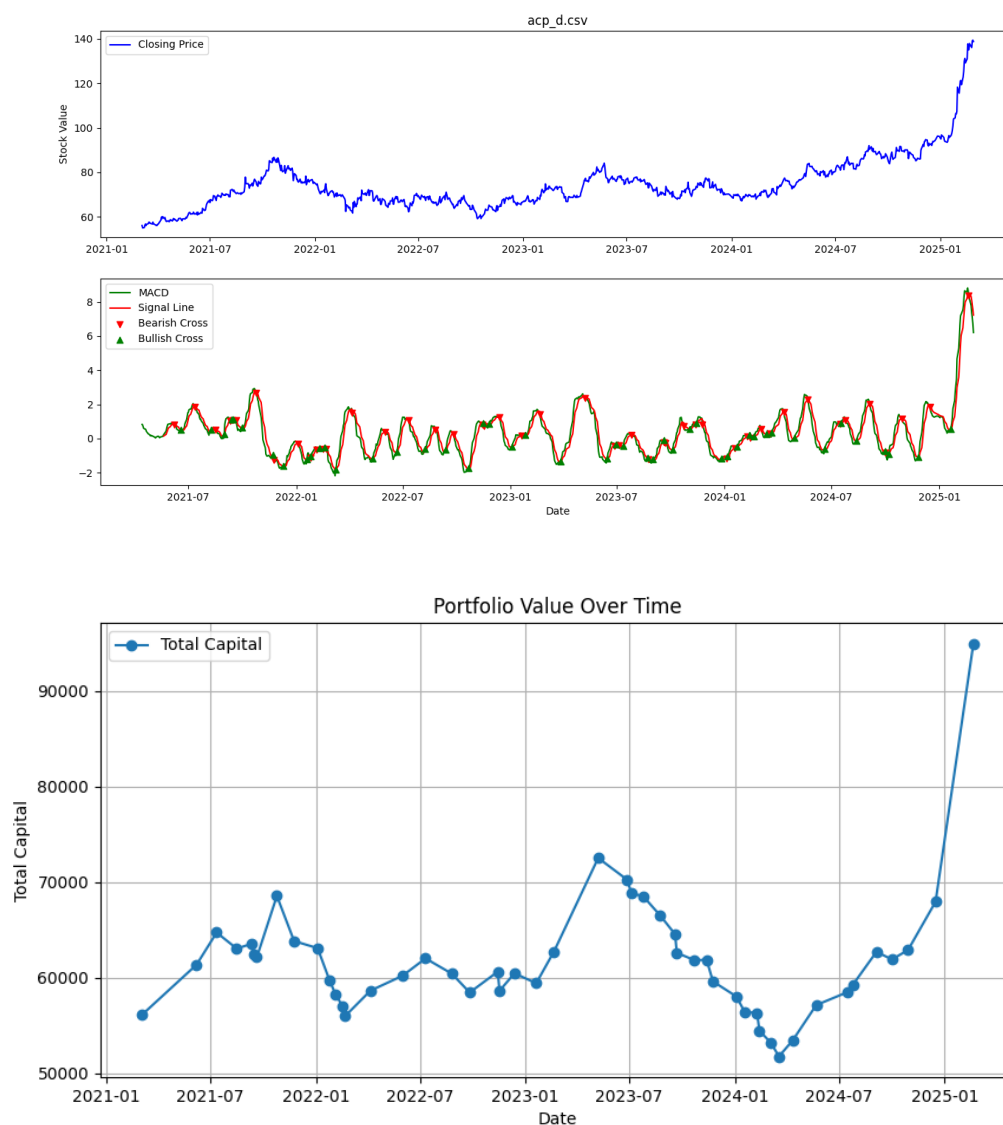 acp_d.csv
Closing Price
Stock Value
140
120
100
80
60
2021-01 2021-07 2022-01 2022-07 2023-01 2023-07 2024-01 2024-07 2025-01
MACD
Signal Line
Bearish Cross
Bullish Cross
8
6
4
2
0
−2
2021-07 2022-01 2022-07 2023-01 2023-07 2024-01 2024-07 2025-01
Date
Portfolio Value Over Time
Total Capital
Total Capital
90000
80000
70000
60000
50000
2021-01 2021-07 2022-01 2022-07 2023-01 2023-07 2024-01 2024-07 2025-01
Date